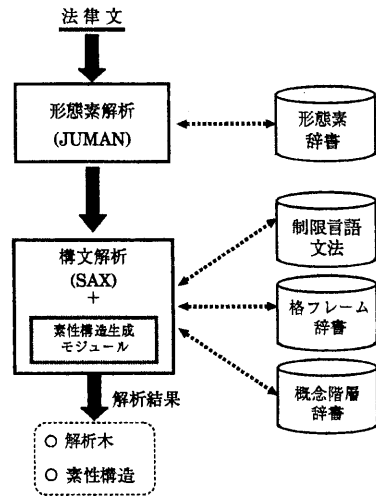 法律文
形態素解析
(JUMAN)
形態素
辞書
制限言語
文法
構文解析
(SAX)
+
素性構造生成
モジュール
格フレーム
辞書
概念階層
辞書
解析結果
○ 解析木
○ 素性構造